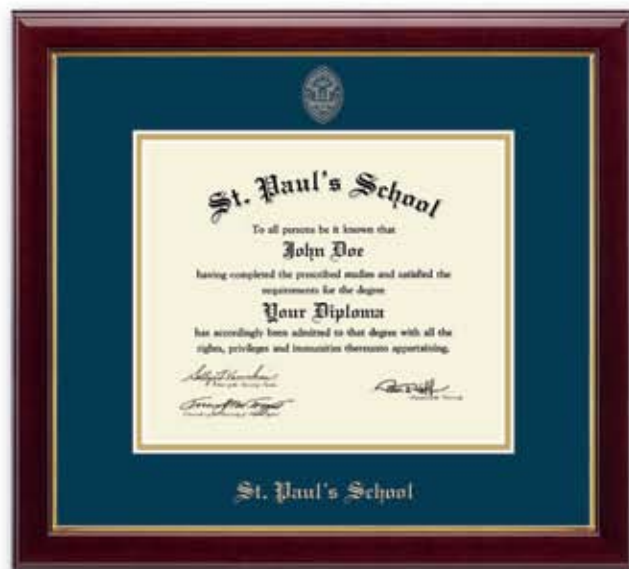 St. Paul's School
To all persons be it known that
John Doe
having completed the prescribed studies and satisfied the
requirements for the degree
Your Diploma
has accordingly been admitted to that degree with all the
rights, privileges and immunities thereunto appertaining.
St. Paul's School